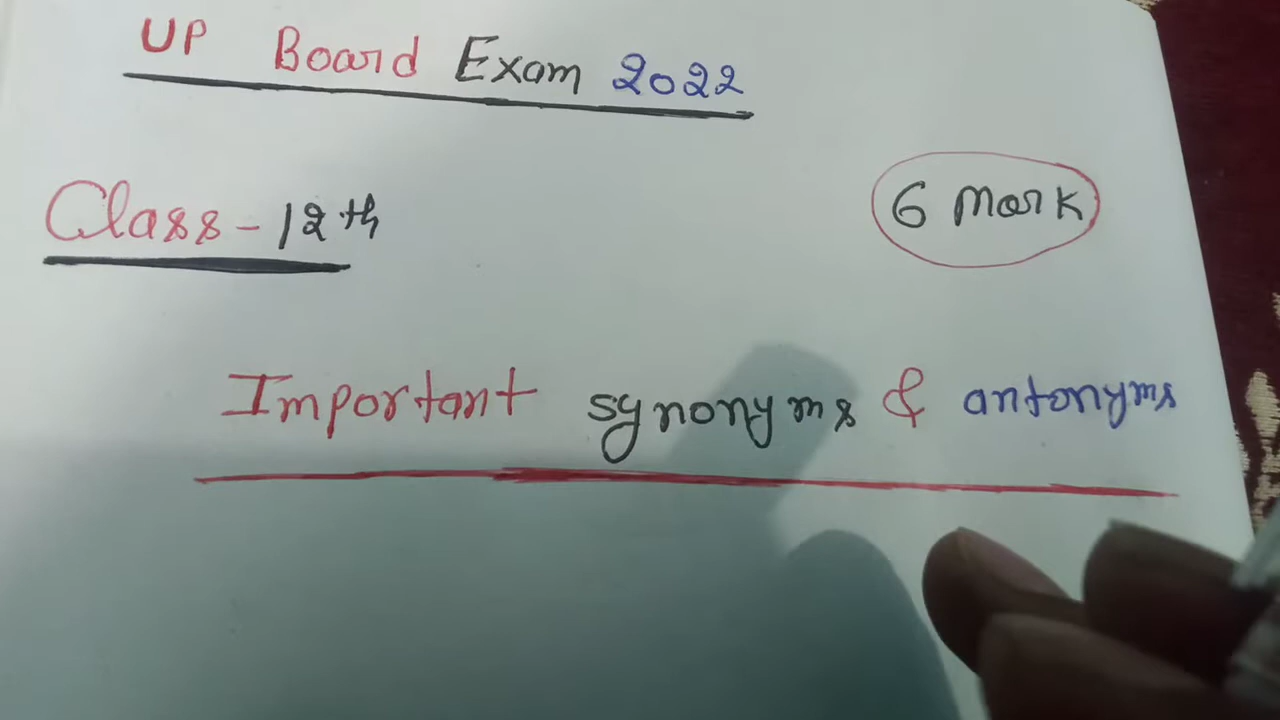 UP Board Exam 2022
Class - 12th
6 Mark
Important synonyms & antonyms